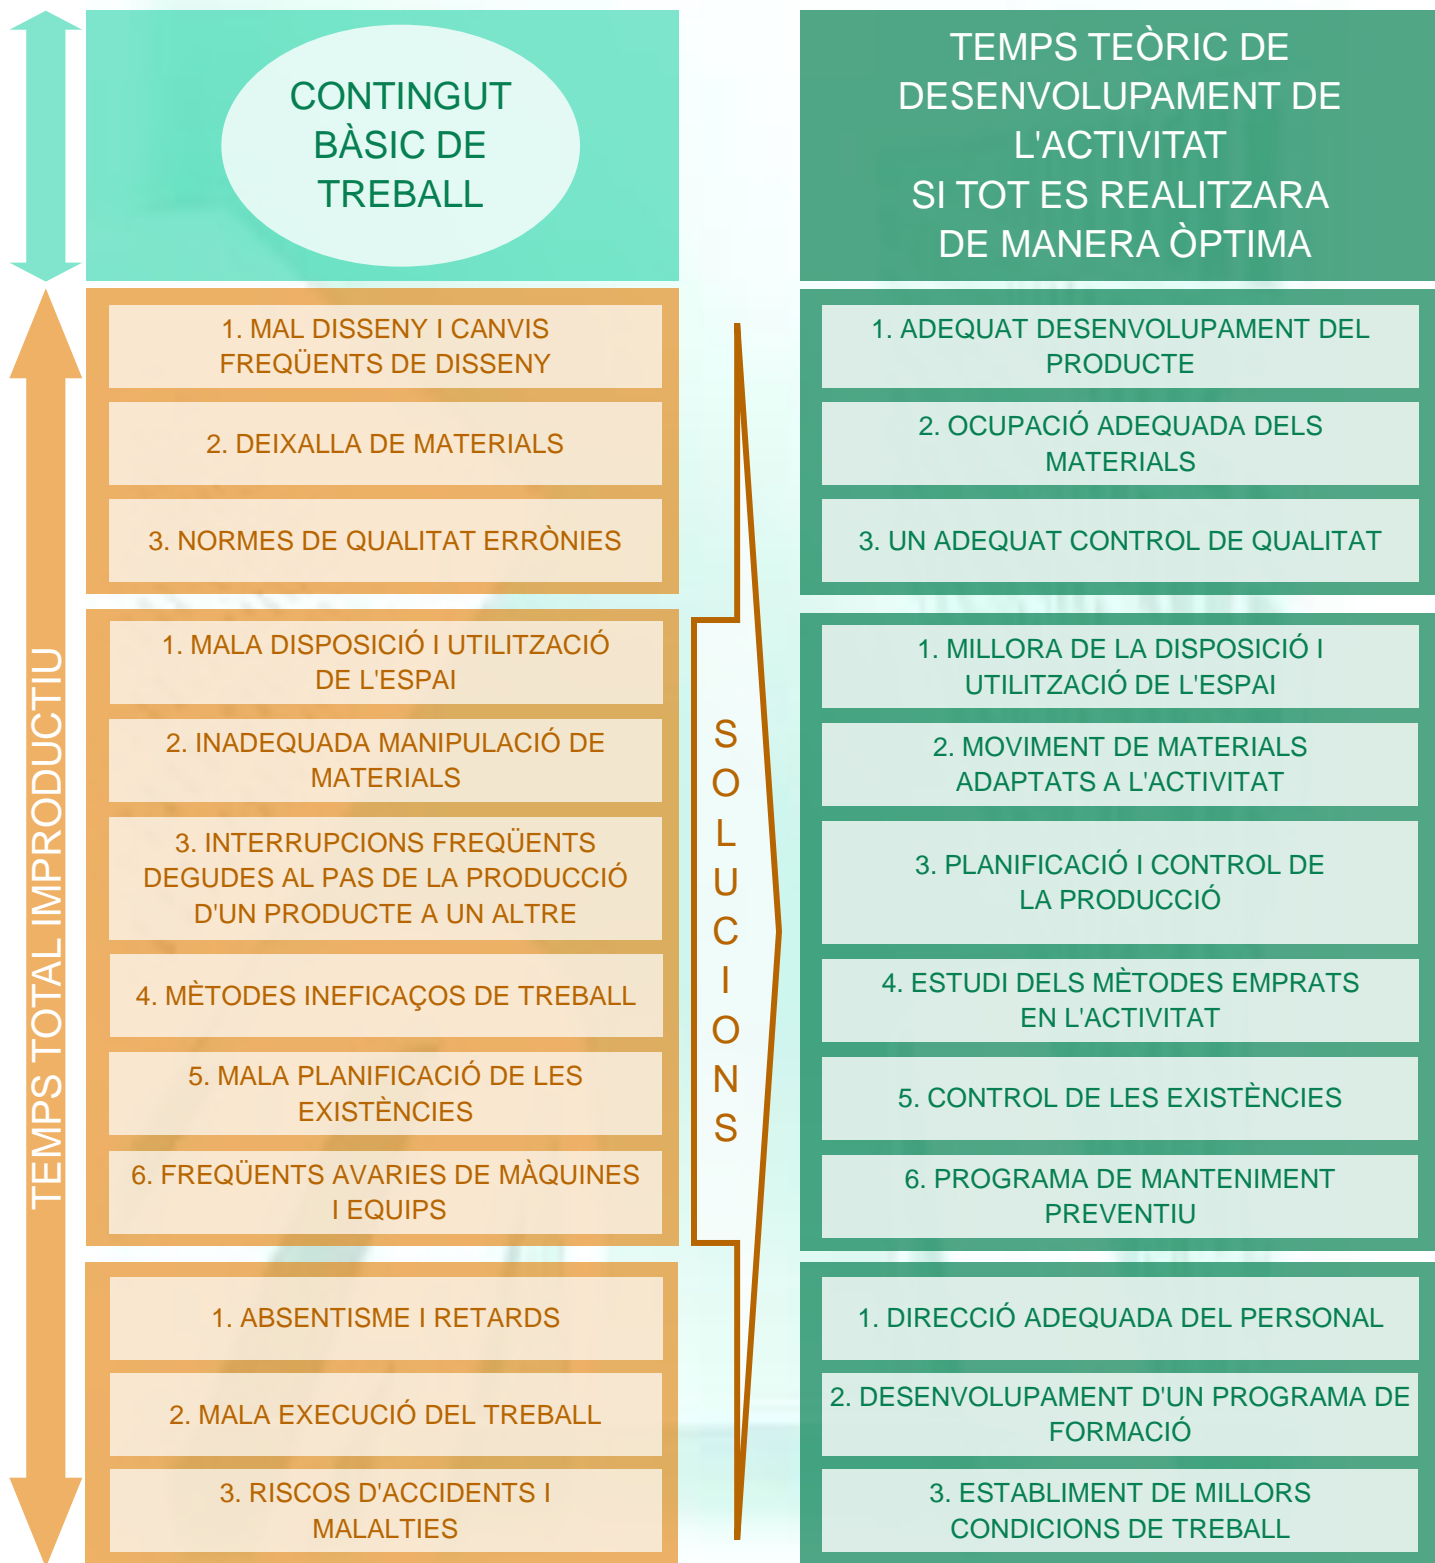 CONTINGUT
BÀSIC DE
TREBALL
TEMPS TEÒRIC DE
DESENVOLUPAMENT DE
L'ACTIVITAT
SI TOT ES REALITZARA
DE MANERA ÒPTIMA
TEMPS TOTAL IMPRODUCTIU
1. MAL DISSENY I CANVIS
FREQÜENTS DE DISSENY
2. DEIXALLA DE MATERIALS
3. NORMES DE QUALITAT ERRÒNIES
1. MALA DISPOSICIÓ I UTILITZACIÓ
DE L'ESPAI
2. INADEQUADA MANIPULACIÓ DE
MATERIALS
3. INTERRUPCIONS FREQÜENTS
DEGUDES AL PAS DE LA PRODUCCIÓ
D'UN PRODUCTE A UN ALTRE
4. MÈTODES INEFICAÇOS DE TREBALL
5. MALA PLANIFICACIÓ DE LES
EXISTÈNCIES
6. FREQÜENTS AVARIES DE MÀQUINES
I EQUIPS
1. ABSENTISME I RETARDS
2. MALA EXECUCIÓ DEL TREBALL
3. RISCOS D'ACCIDENTS I
MALALTIES
SOLUCIONS
1. ADEQUAT DESENVOLUPAMENT DEL
PRODUCTE
2. OCUPACIÓ ADEQUADA DELS
MATERIALS
3. UN ADEQUAT CONTROL DE QUALITAT
1. MILLORA DE LA DISPOSICIÓ I
UTILITZACIÓ DE L'ESPAI
2. MOVIMENT DE MATERIALS
ADAPTATS A L'ACTIVITAT
3. PLANIFICACIÓ I CONTROL DE
LA PRODUCCIÓ
4. ESTUDI DELS MÈTODES EMPRATS
EN L'ACTIVITAT
5. CONTROL DE LES EXISTÈNCIES
6. PROGRAMA DE MANTENIMENT
PREVENTIU
1. DIRECCIÓ ADEQUADA DEL PERSONAL
2. DESENVOLUPAMENT D'UN PROGRAMA DE
FORMACIÓ
3. ESTABLIMENT DE MILLORS
CONDICIONS DE TREBALL